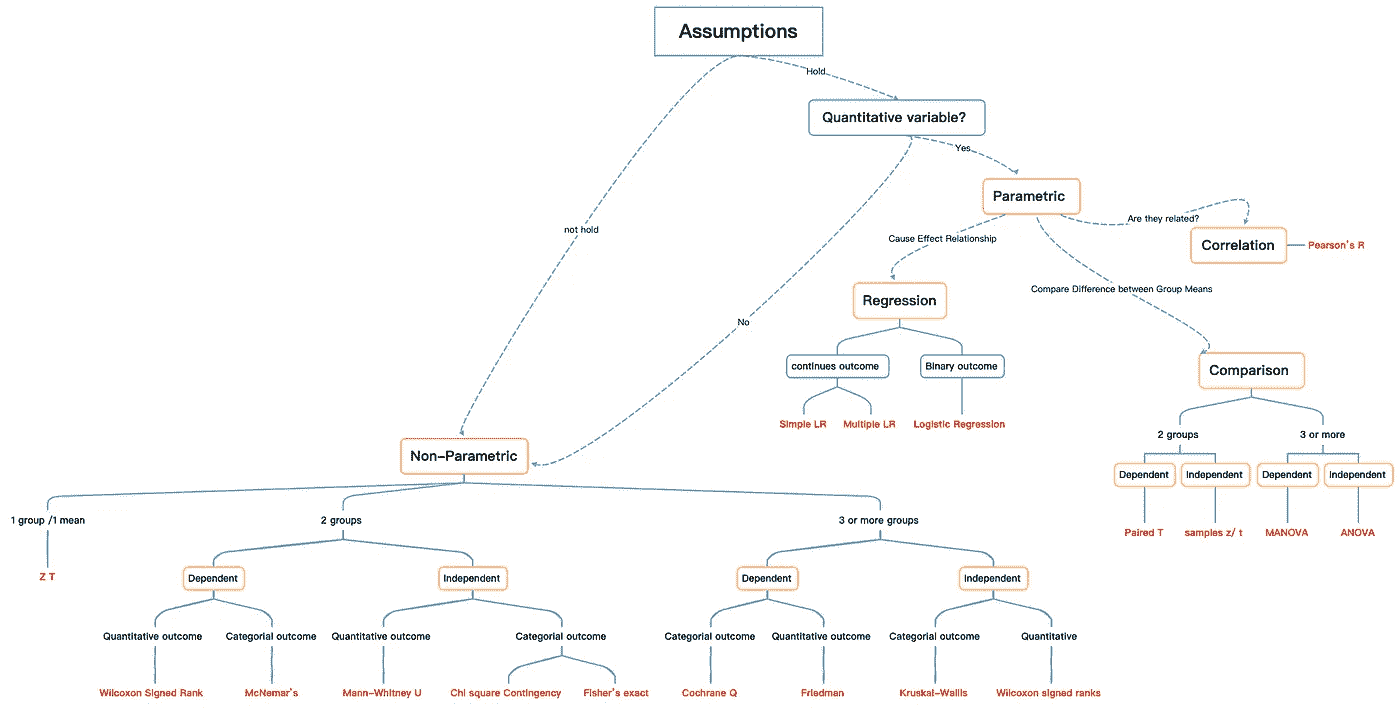 Assumptions
Hold
Quantitative variable?
Yes
Parametric
Are they related?
not hold
Cause Effect Relationship
Correlation
Pearson's R
Compare Difference between Group Means
Regression
No
continues outcome
Binary outcome
Comparison
Simple LR
Multiple LR
Logistic Regression
2 groups
3 or more
Non-Parametric
Dependent
Independent
Dependent
Independent
1 group /1 mean
2 groups
3 or more groups
Paired T
samples z/ t
MANOVA
ANOVA
Z T
Dependent
Independent
Dependent
Independent
Quantitative outcome
Categorial outcome
Quantitative outcome
Categorial outcome
Categorial outcome
Quantitative outcome
Categorial outcome
Quantitative
Wilcoxon Signed Rank
McNemar's
Mann-Whitney U
Chi square Contingency
Fisher's exact
Cochrane Q
Friedman
Kruskal-Wallis
Wilcoxon signed ranks